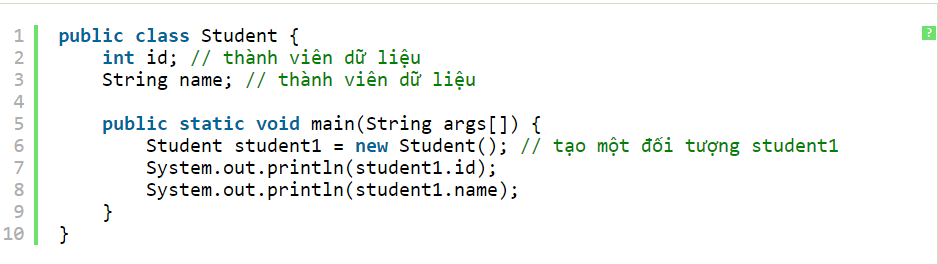 1 public class Student {
2 int id; // thành viên dữ liệu
3 String name; // thành viên dữ liệu
4
5 public static void main(String args[]) {
6 Student student1 = new Student(); // tạo một đối tượng student1
7 System.out.println(student1.id);
8 System.out.println(student1.name);
9 }
10 }
?